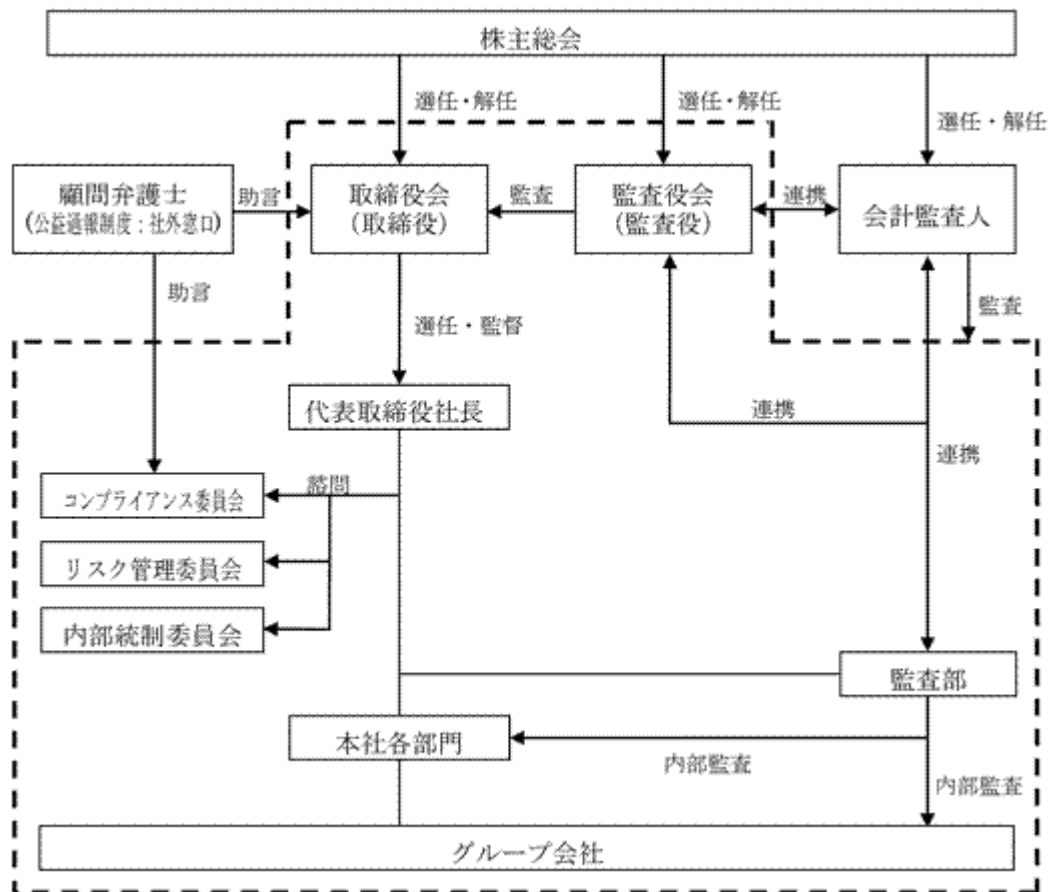 株主総会
選任・解任
選任・解任
選任・解任
顧問弁護士
(公益通報制度：社外窓口)
助言
取締役会
(取締役)
監査
監査役会
(監査役)
連携
会計監査人
助言
選任・監督
監査
代表取締役社長
連携
連携
諮問
コンプライアンス委員会
リスク管理委員会
内部統制委員会
監査部
本社各部門
内部監査
内部監査
グループ会社